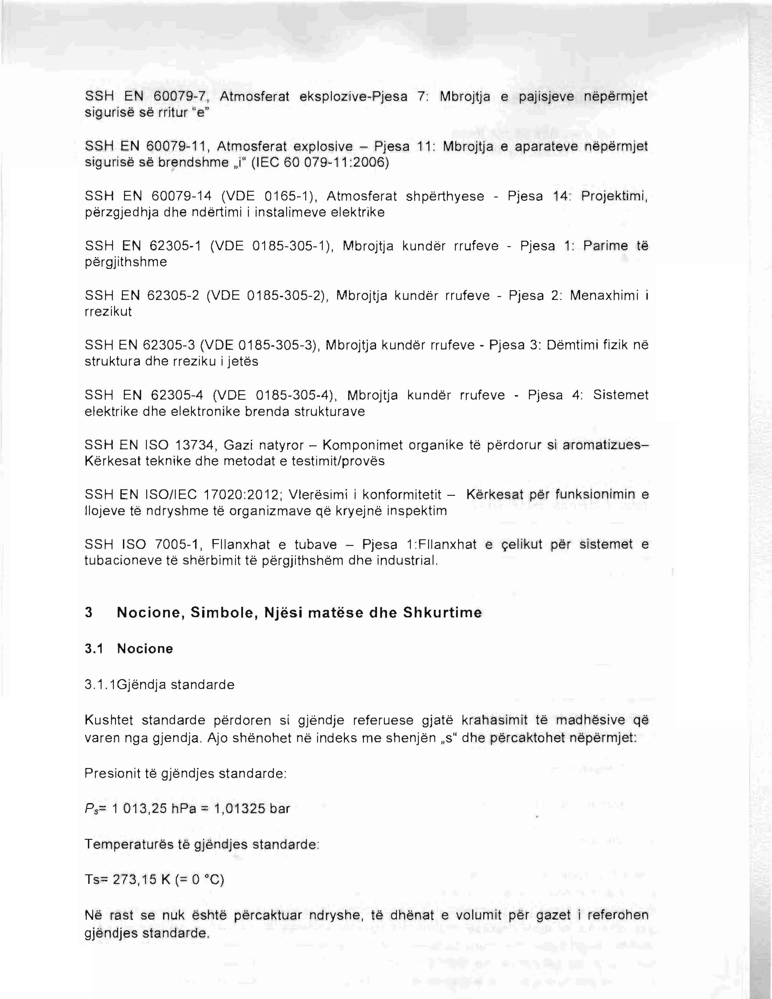 SSH EN 60079-7, Atmosferat eksplozive-Pjesa 7: Mbrojtja e pajisjeve nëpërmjet
sigurisë së rritur “e”
SSH EN 60079-11, Atmosferat explosive – Pjesa 11: Mbrojtja e aparateve nëpërmjet
sigurisë së brendshme „i“ (IEC 60 079-11:2006)
SSH EN 60079-14 (VDE 0165-1), Atmosferat shpërthyese - Pjesa 14: Projektimi,
përzgjedhja dhe ndërtimi i instalimeve elektrike
SSH EN 62305-1 (VDE 0185-305-1), Mbrojtja kundër rrufeve - Pjesa 1: Parime të
përgjithshme
SSH EN 62305-2 (VDE 0185-305-2), Mbrojtja kundër rrufeve - Pjesa 2: Menaxhimi i
rrezikut
SSH EN 62305-3 (VDE 0185-305-3), Mbrojtja kundër rrufeve - Pjesa 3: Dëmtimi fizik në
struktura dhe rreziku i jetës
SSH EN 62305-4 (VDE 0185-305-4), Mbrojtja kundër rrufeve - Pjesa 4: Sistemet
elektrike dhe elektronike brenda strukturave
SSH EN ISO 13734, Gazi natyror – Komponimet organike të përdorur si aromatizues–
Kërkesat teknike dhe metodat e testimit/provës
SSH EN ISO/IEC 17020:2012; Vlerësimi i konformitetit – Kërkesat për funksionimin e
llojeve të ndryshme të organizmave që kryejnë inspektim
SSH ISO 7005-1, Fllanxhat e tubave – Pjesa 1:Fllanxhat e çelikut për sistemet e
tubacioneve të shërbimit të përgjithshëm dhe industrial.
3 Nocione, Simbole, Njësi matëse dhe Shkurtime
3.1 Nocione
3.1.1Gjëndja standarde
Kushtet standarde përdoren si gjëndje referuese gjatë krahasimit të madhësive që
varen nga gjendja. Ajo shënohet në indeks me shenjën „s“ dhe përcaktohet nëpërmjet:
Presionit të gjëndjes standarde:
Ps= 1 013,25 hPa = 1,01325 bar
Temperaturës të gjëndjes standarde:
Ts= 273,15 K (= 0 °C)
Në rast se nuk është përcaktuar ndryshe, të dhënat e volumit për gazet i referohen
gjëndjes standarde.